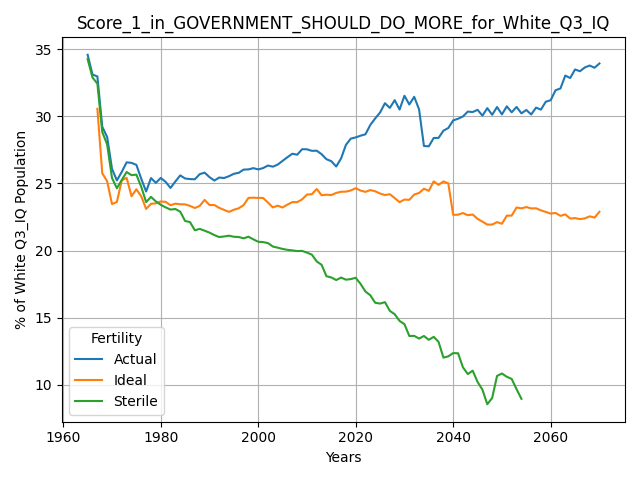 Score_1_in_GOVERNMENT_SHOULD_DO_MORE_for_White_Q3_IQ
% of White Q3_IQ Population
35
30
25
20
15
10
Fertility
Actual
Ideal
Sterile
1960
1980
2000
2020
2040
2060
Years